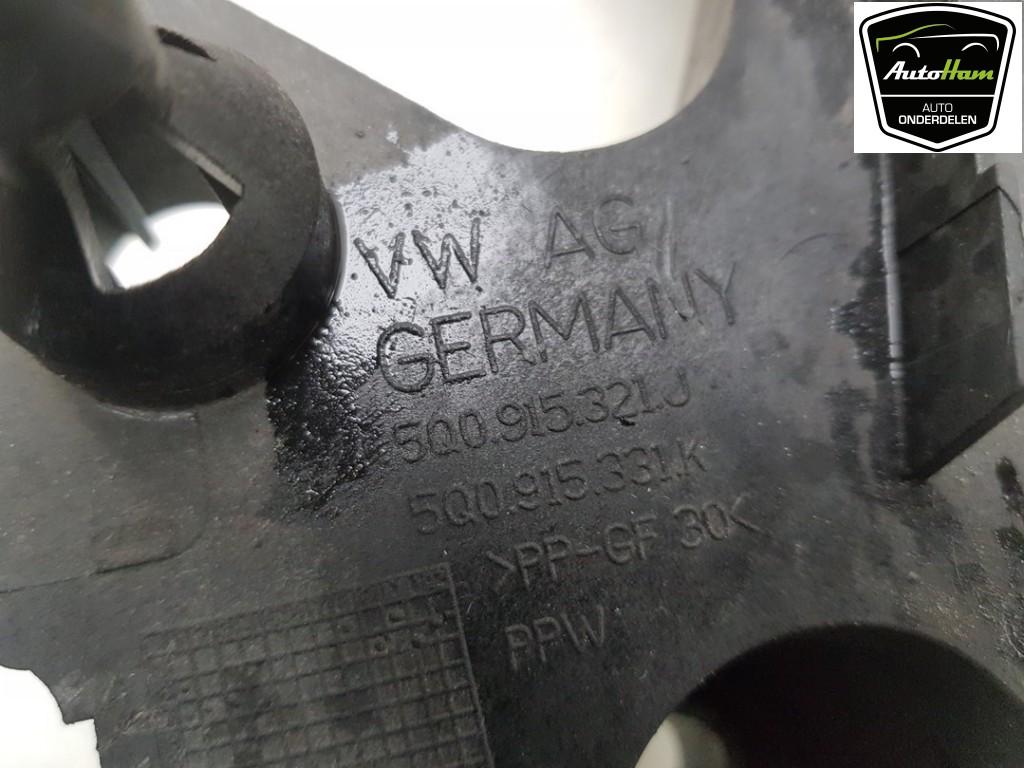 AutoHam
AUTO
ONDERDELEN
VW AG
GERMANY
5Q0.915.321.J
5Q0.915.331.K
>PP-GF 30<
PPW